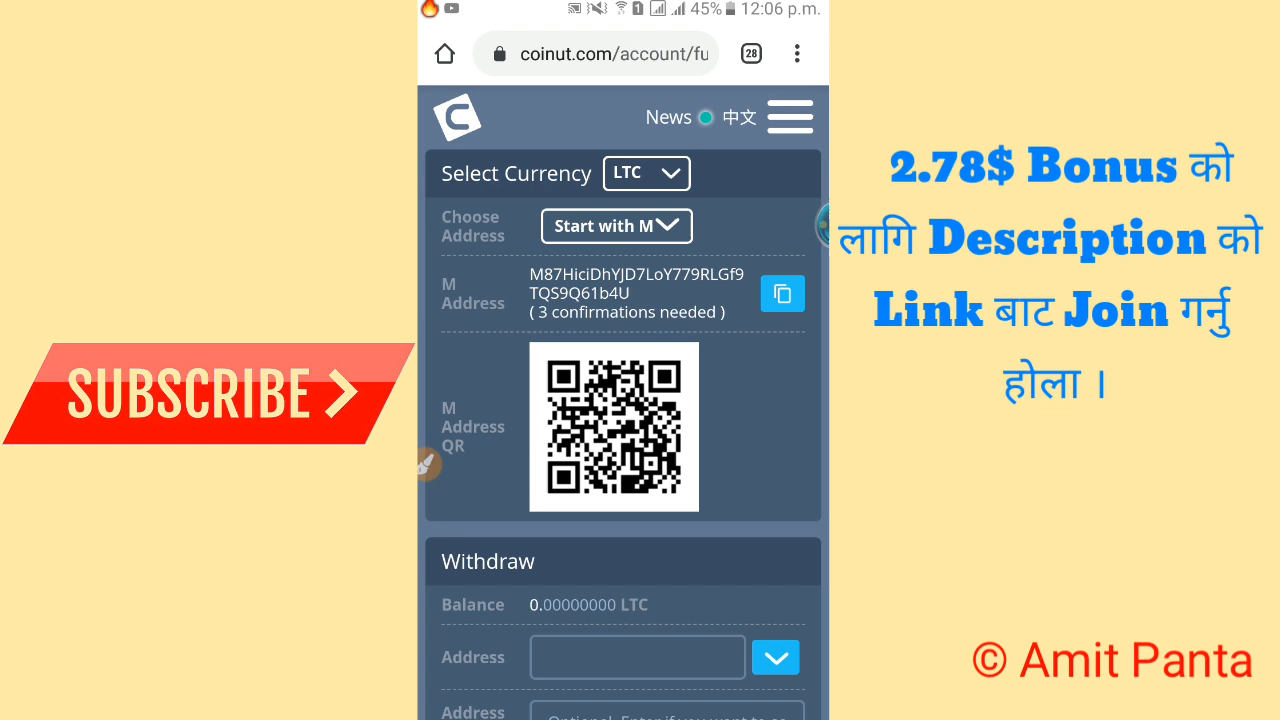 45% 12:06 p.m.
coinut.com/account/fu
28
News 中文
Select Currency LTC
Choose Address
Start with M
M Address
M87HiciDhYJD7LoY779RLGf9
TQS9Q61b4U
( 3 confirmations needed )
M
Address
QR
Withdraw
Balance 0.00000000 LTC
Address
Address
SUBSCRIBE
2.78$ Bonus को
लागि Description को
Link बाट Join गर्नु
होला ।
© Amit Panta